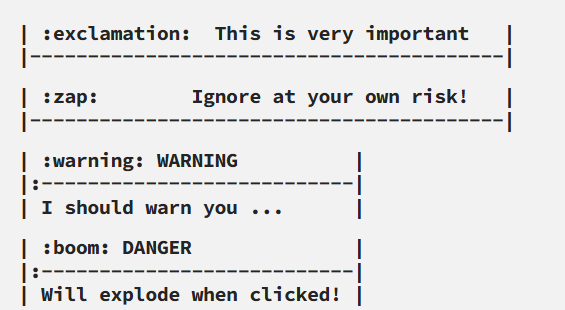 | :exclamation:  This is very important   |
|-----------------------------------------|
| :zap:        Ignore at your own risk!   |
|-----------------------------------------|
| :warning: WARNING          |
|:---------------------------|
| I should warn you ...      |
| :boom: DANGER              |
|:---------------------------|
| Will explode when clicked! |